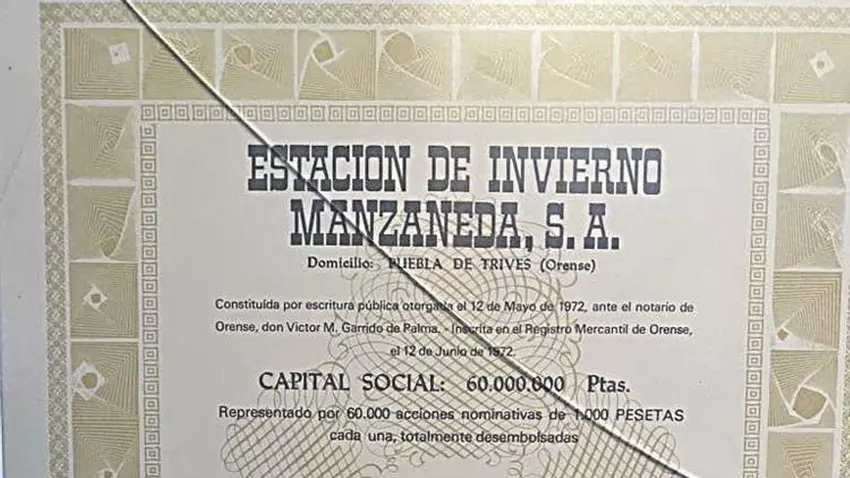 ESTACION DE INVIERNO
MANZANEDA, S. A.
Domicilio: PUEBLA DE TRIVES (Orense)
Constituída por escritura pública otorgada el 12 de Mayo de 1972, ante el notario de
Orense, don Victor M. Garrido de Palma. - Inscrita en el Registro Mercantil de Orense,
el 12 de Junio de 1972.
CAPITAL SOCIAL: 60.000.000 Ptas.
Representado por 60.000 acciones nominativas de 1.000 PESETAS
cada una, totalmente desembolsadas